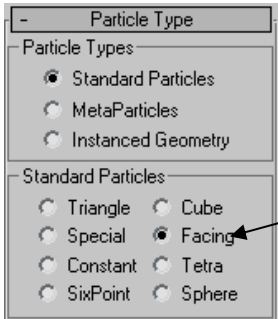 - Particle Type
Particle Types
Standard Particles
MetaParticles
Instanced Geometry
Standard Particles
Triangle Cube
Special Facing
Constant Tetra
SixPoint Sphere